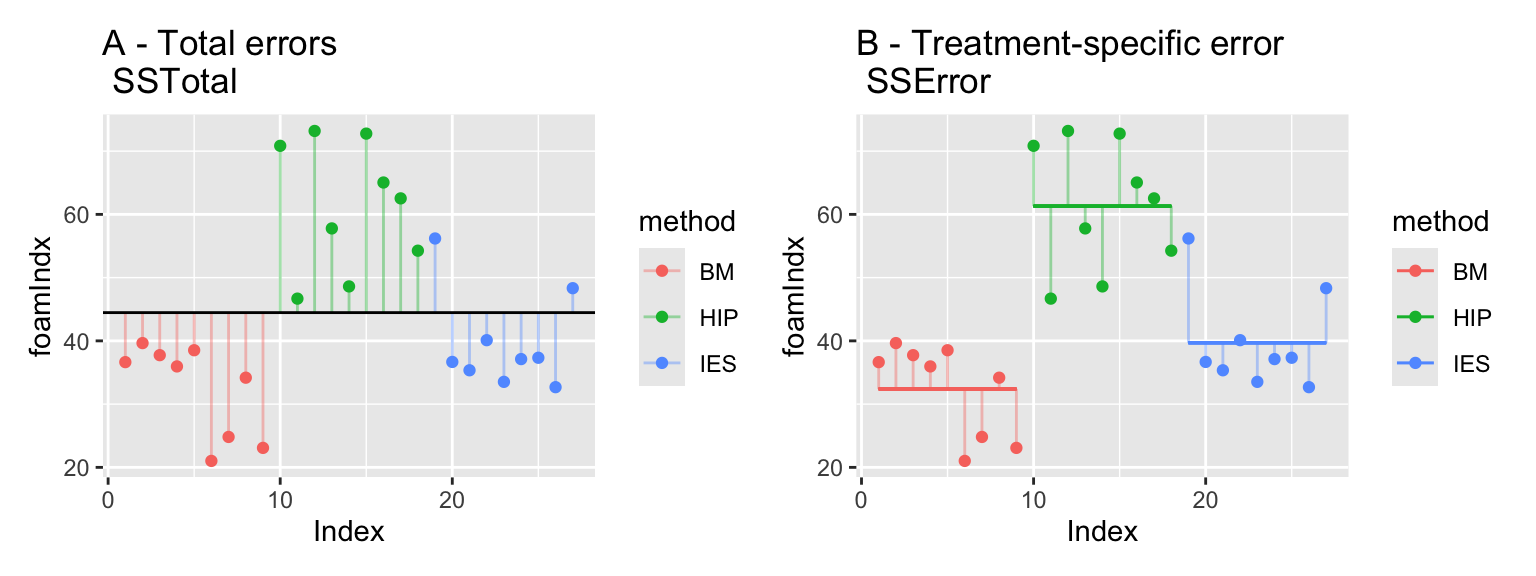 A - Total errors
SSTotal
foamIndx
60
40
20
0
10
20
Index
method
BM
HIP
IES
B - Treatment-specific error
SSError
foamIndx
60
40
20
0
10
20
Index
method
BM
HIP
IES